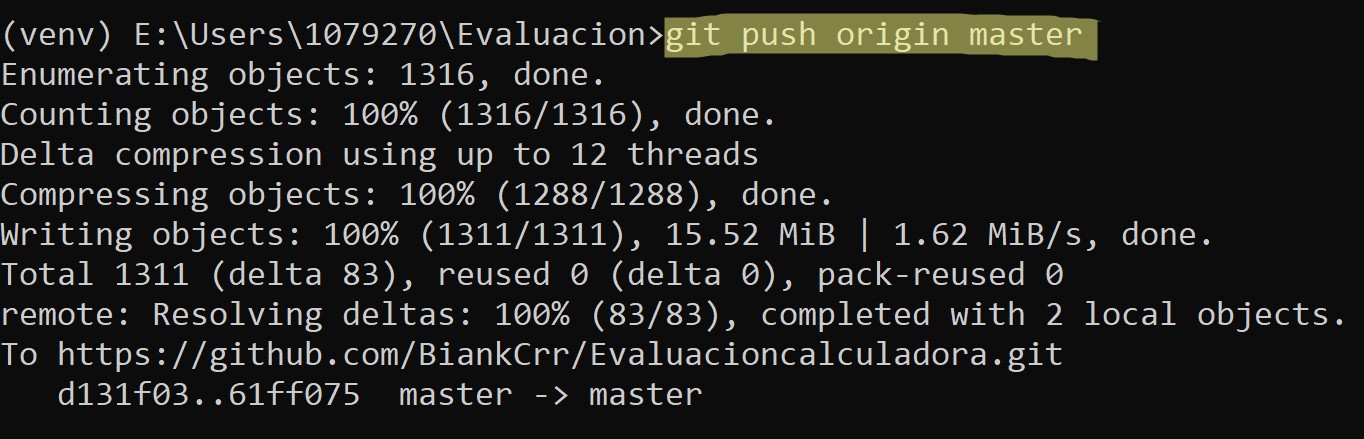 (venv) E:\Users\1079270\Evaluacion>git push origin master
Enumerating objects: 1316, done.
Counting objects: 100% (1316/1316), done.
Delta compression using up to 12 threads
Compressing objects: 100% (1288/1288), done.
Writing objects: 100% (1311/1311), 15.52 MiB | 1.62 MiB/s, done.
Total 1311 (delta 83), reused 0 (delta 0), pack-reused 0
remote: Resolving deltas: 100% (83/83), completed with 2 local objects.
To https://github.com/BiankCrr/Evaluacioncalculadora.git
   d131f03..61ff075  master -> master